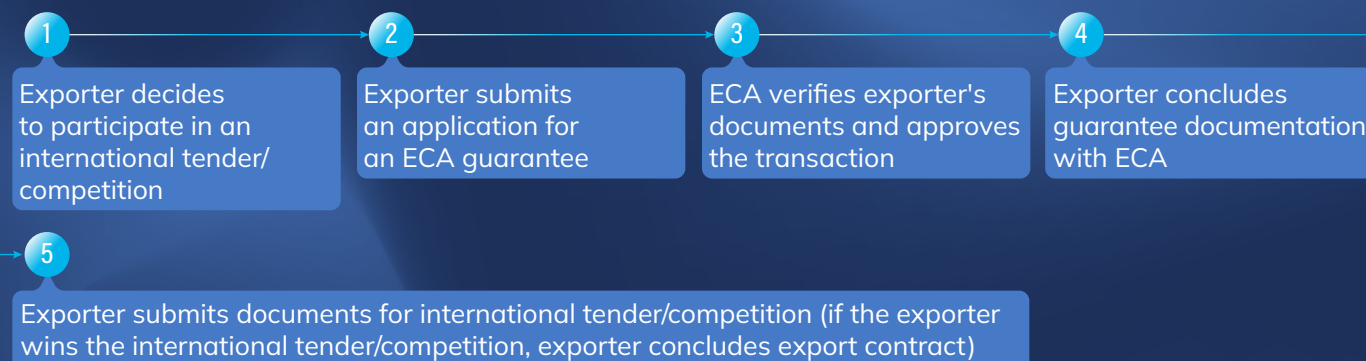 1
Exporter decides
to participate in an
international tender/
competition
2
Exporter submits
an application for
an ECA guarantee
3
ECA verifies exporter's
documents and approves
the transaction
4
Exporter concludes
guarantee documentation
with ECA
5
Exporter submits documents for international tender/competition (if the exporter
wins the international tender/competition, exporter concludes export contract)